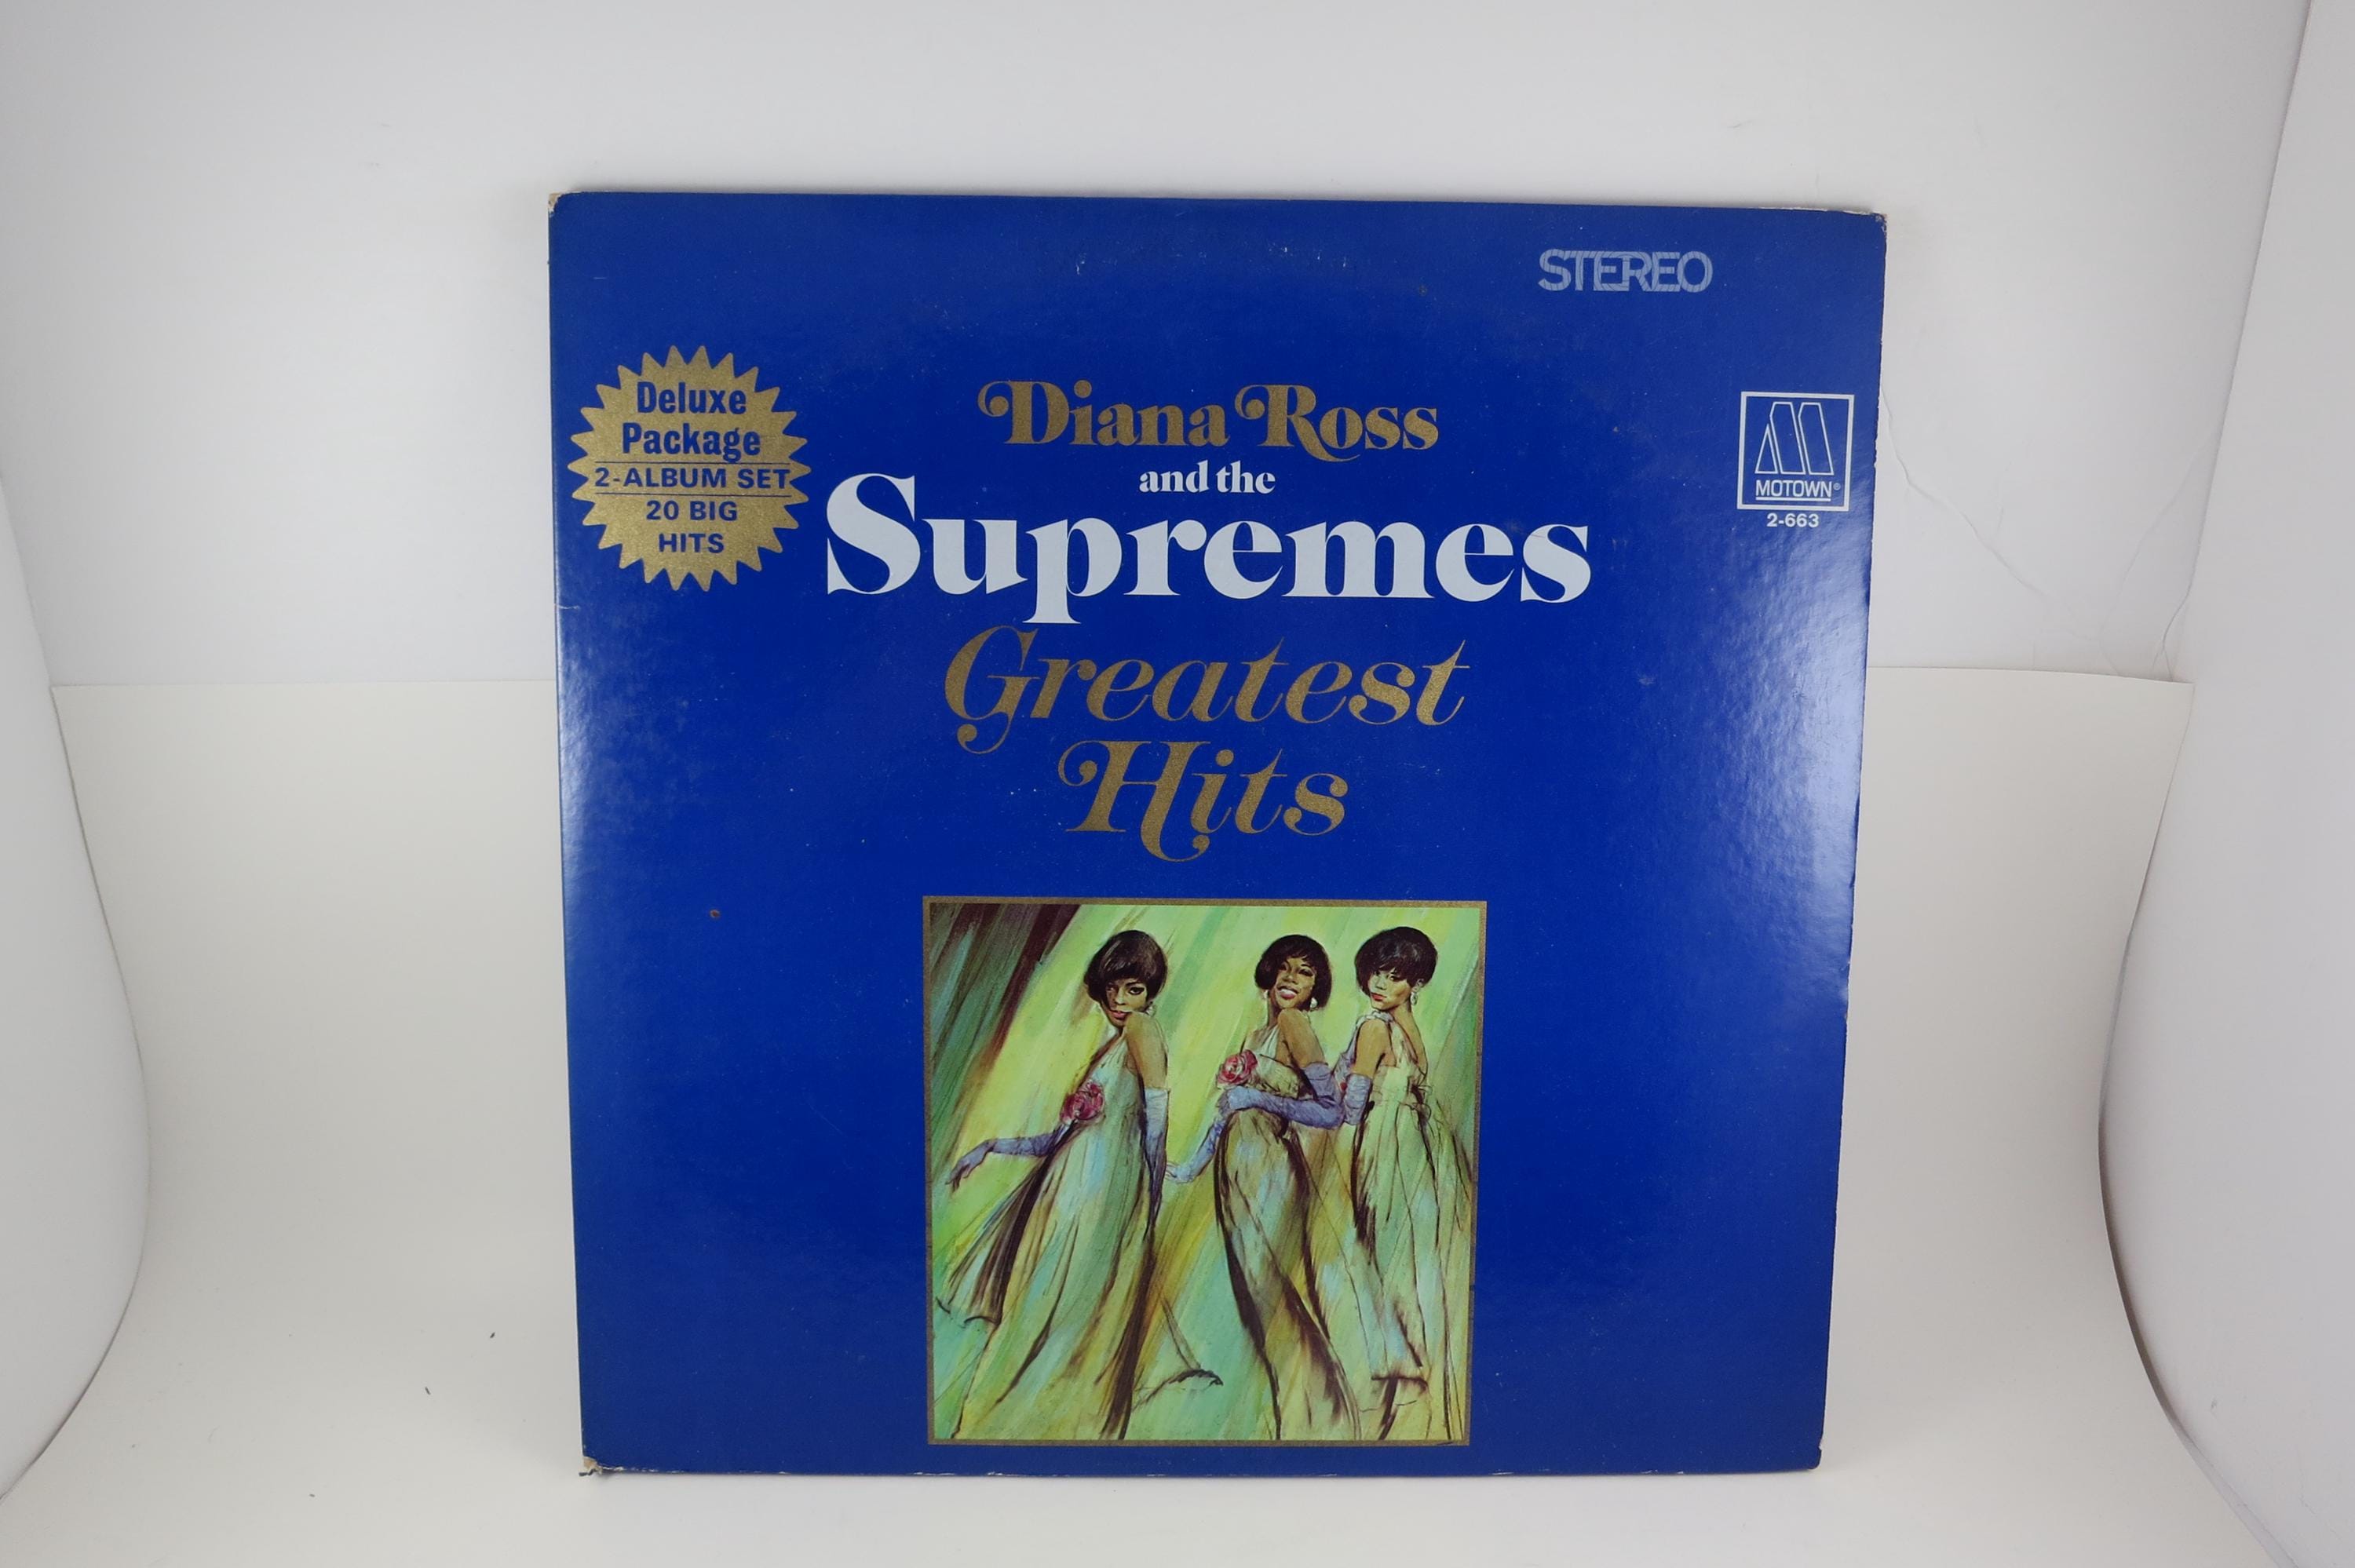 STEREO
Deluxe
Package
2-ALBUM SET
20 BIG
HITS
Diana Ross
and the
Supremes
Greatest
Hits
MOTOWN®
2-663